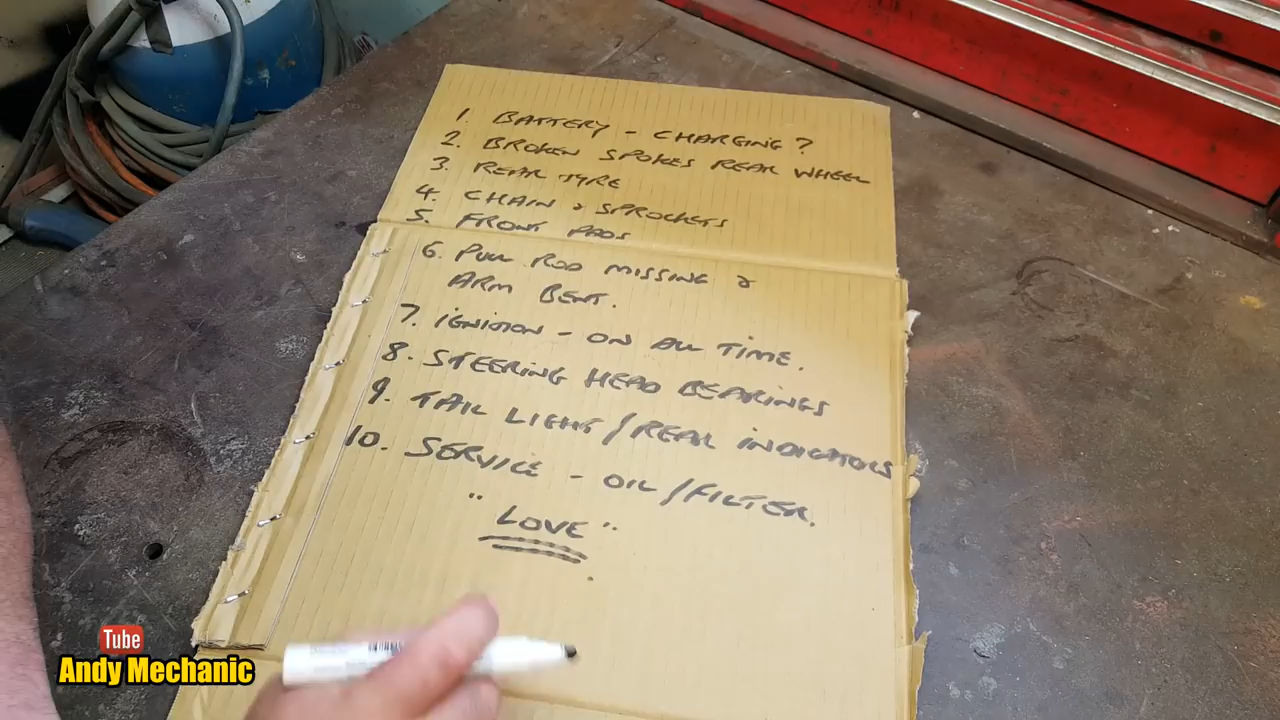 1. BATTERY - CHARGING?
2. BROKEN SPOKES REAR WHEEL
3. REAR TYRE
4. CHAIN & SPROCKETS
5. FRONT PADS
6. PULL ROD MISSING &
ARM BENT.
7. IGNITION - ON ALL TIME.
8. STEERING HEAD BEARINGS
9. TAIL LIGHT/REAR INDICATORS
10. SERVICE - OIL/FILTER.
"LOVE"
Tube
Andy Mechanic